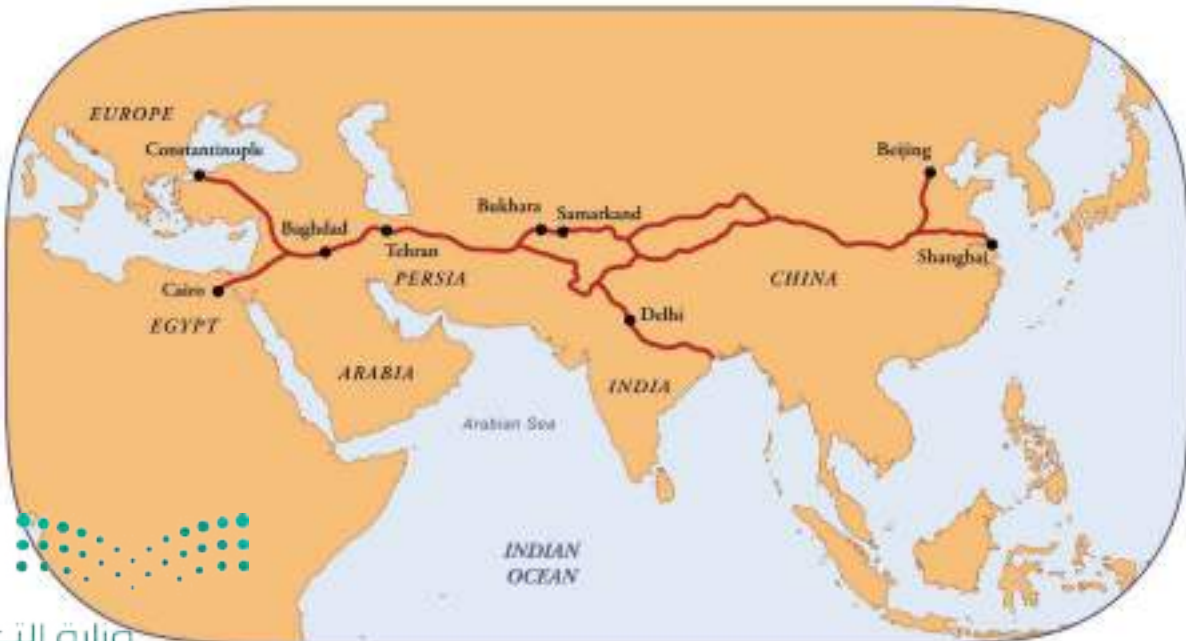 EUROPE
Constantinople
Beijing
Bukhara
Samarkand
Baghdad
Tehran
Shanghai
PERSIA
CHINA
Cairo
EGYPT
Delhi
ARABIA
INDIA
Arabian Sea
INDIAN
OCEAN
وزارة